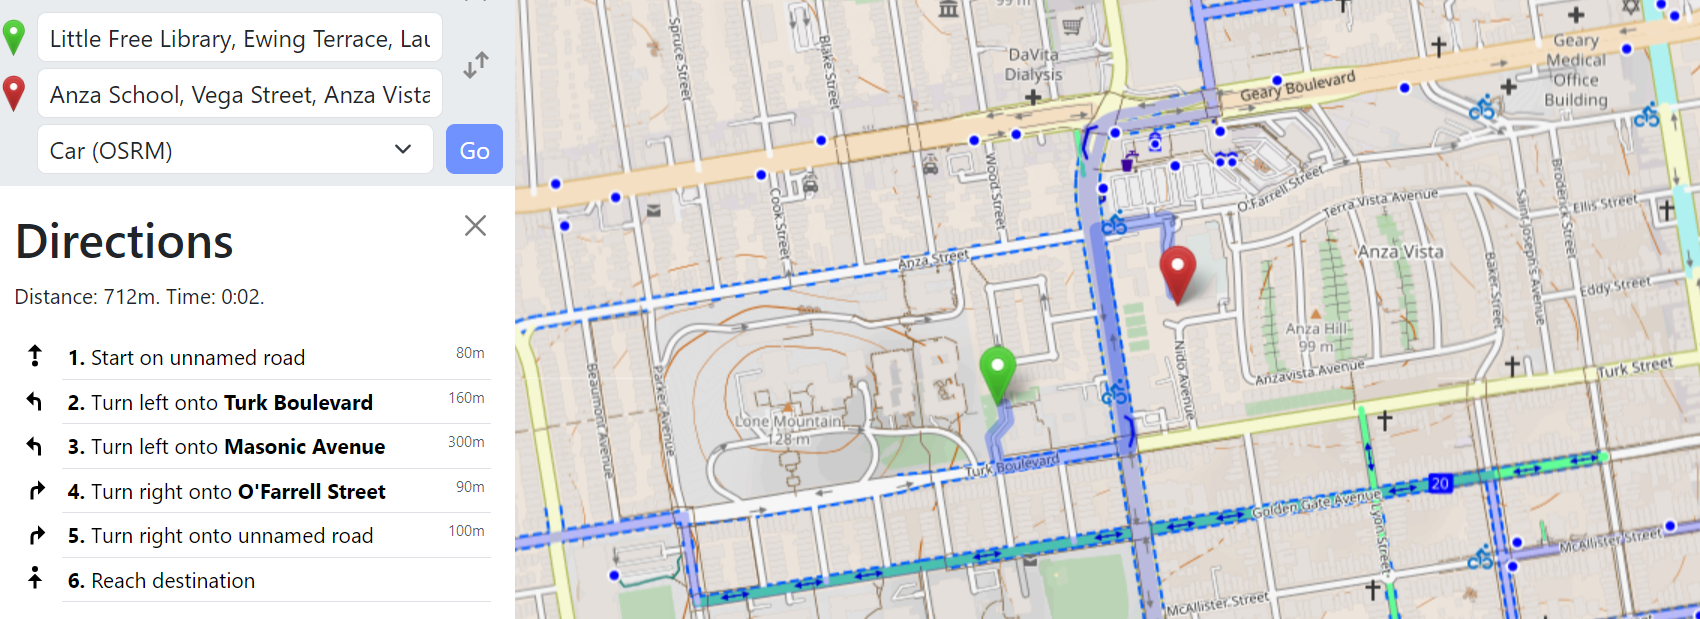 Little Free Library, Ewing Terrace, Lau
Anza School, Vega Street, Anza Vista
Car (OSRM)
Go
Directions
Distance: 712m. Time: 0:02.
1. Start on unnamed road
80m
2. Turn left onto Turk Boulevard
160m
3. Turn left onto Masonic Avenue
300m
4. Turn right onto O'Farrell Street
90m
5. Turn right onto unnamed road
100m
6. Reach destination
99 m
Spruce Street
Blake Street
DaVita
Dialysis
Geary Boulevard
Geary
Medical
Office
Building
Cook Street
Wood Street
O'Farrell Street
Terra Vista Avenue
Saint Joseph's Avenue
Broderick Street
Ellis Street
Anza Street
Anza Vista
Baker Street
Eddy Street
Anza Hill
99 m
Beaumont Avenue
Parker Avenue
Nido Avenue
Anzavista Avenue
Turk Street
Lone Mountain
128 m
Turk Boulevard
20
Golden Gate Avenue
Lyon Street
McAllister Street
McAllister Street